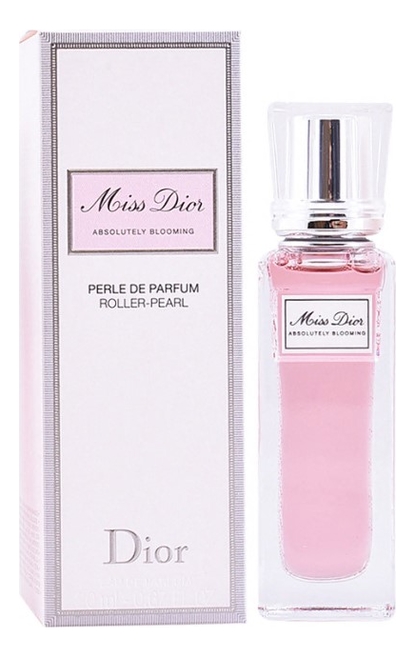 Miss Dior
ABSOLUTELY BLOOMING
PERLE DE PARFUM
ROLLER-PEARL
Dior
Miss Dior
ABSOLUTELY BLOOMING